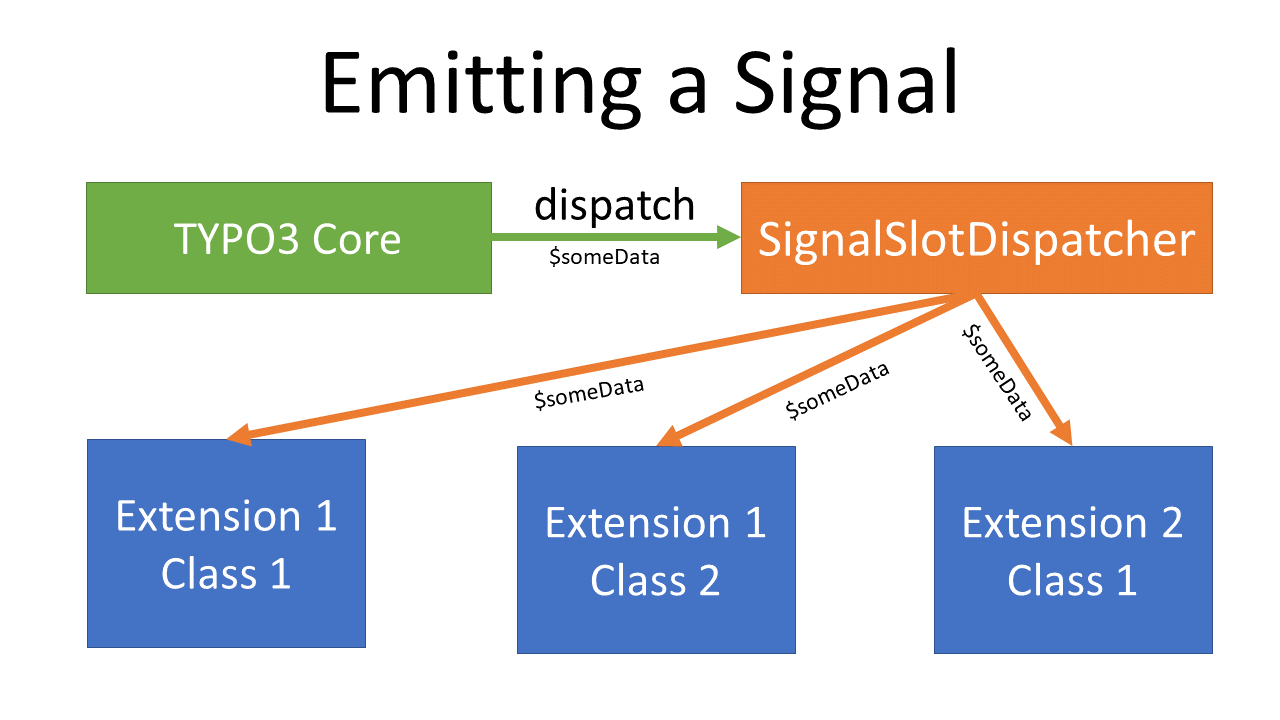 Emitting a Signal
TYPO3 Core
dispatch
$someData
SignalSlotDispatcher
$someData
$someData
$someData
Extension 1
Class 1
Extension 1
Class 2
Extension 2
Class 1